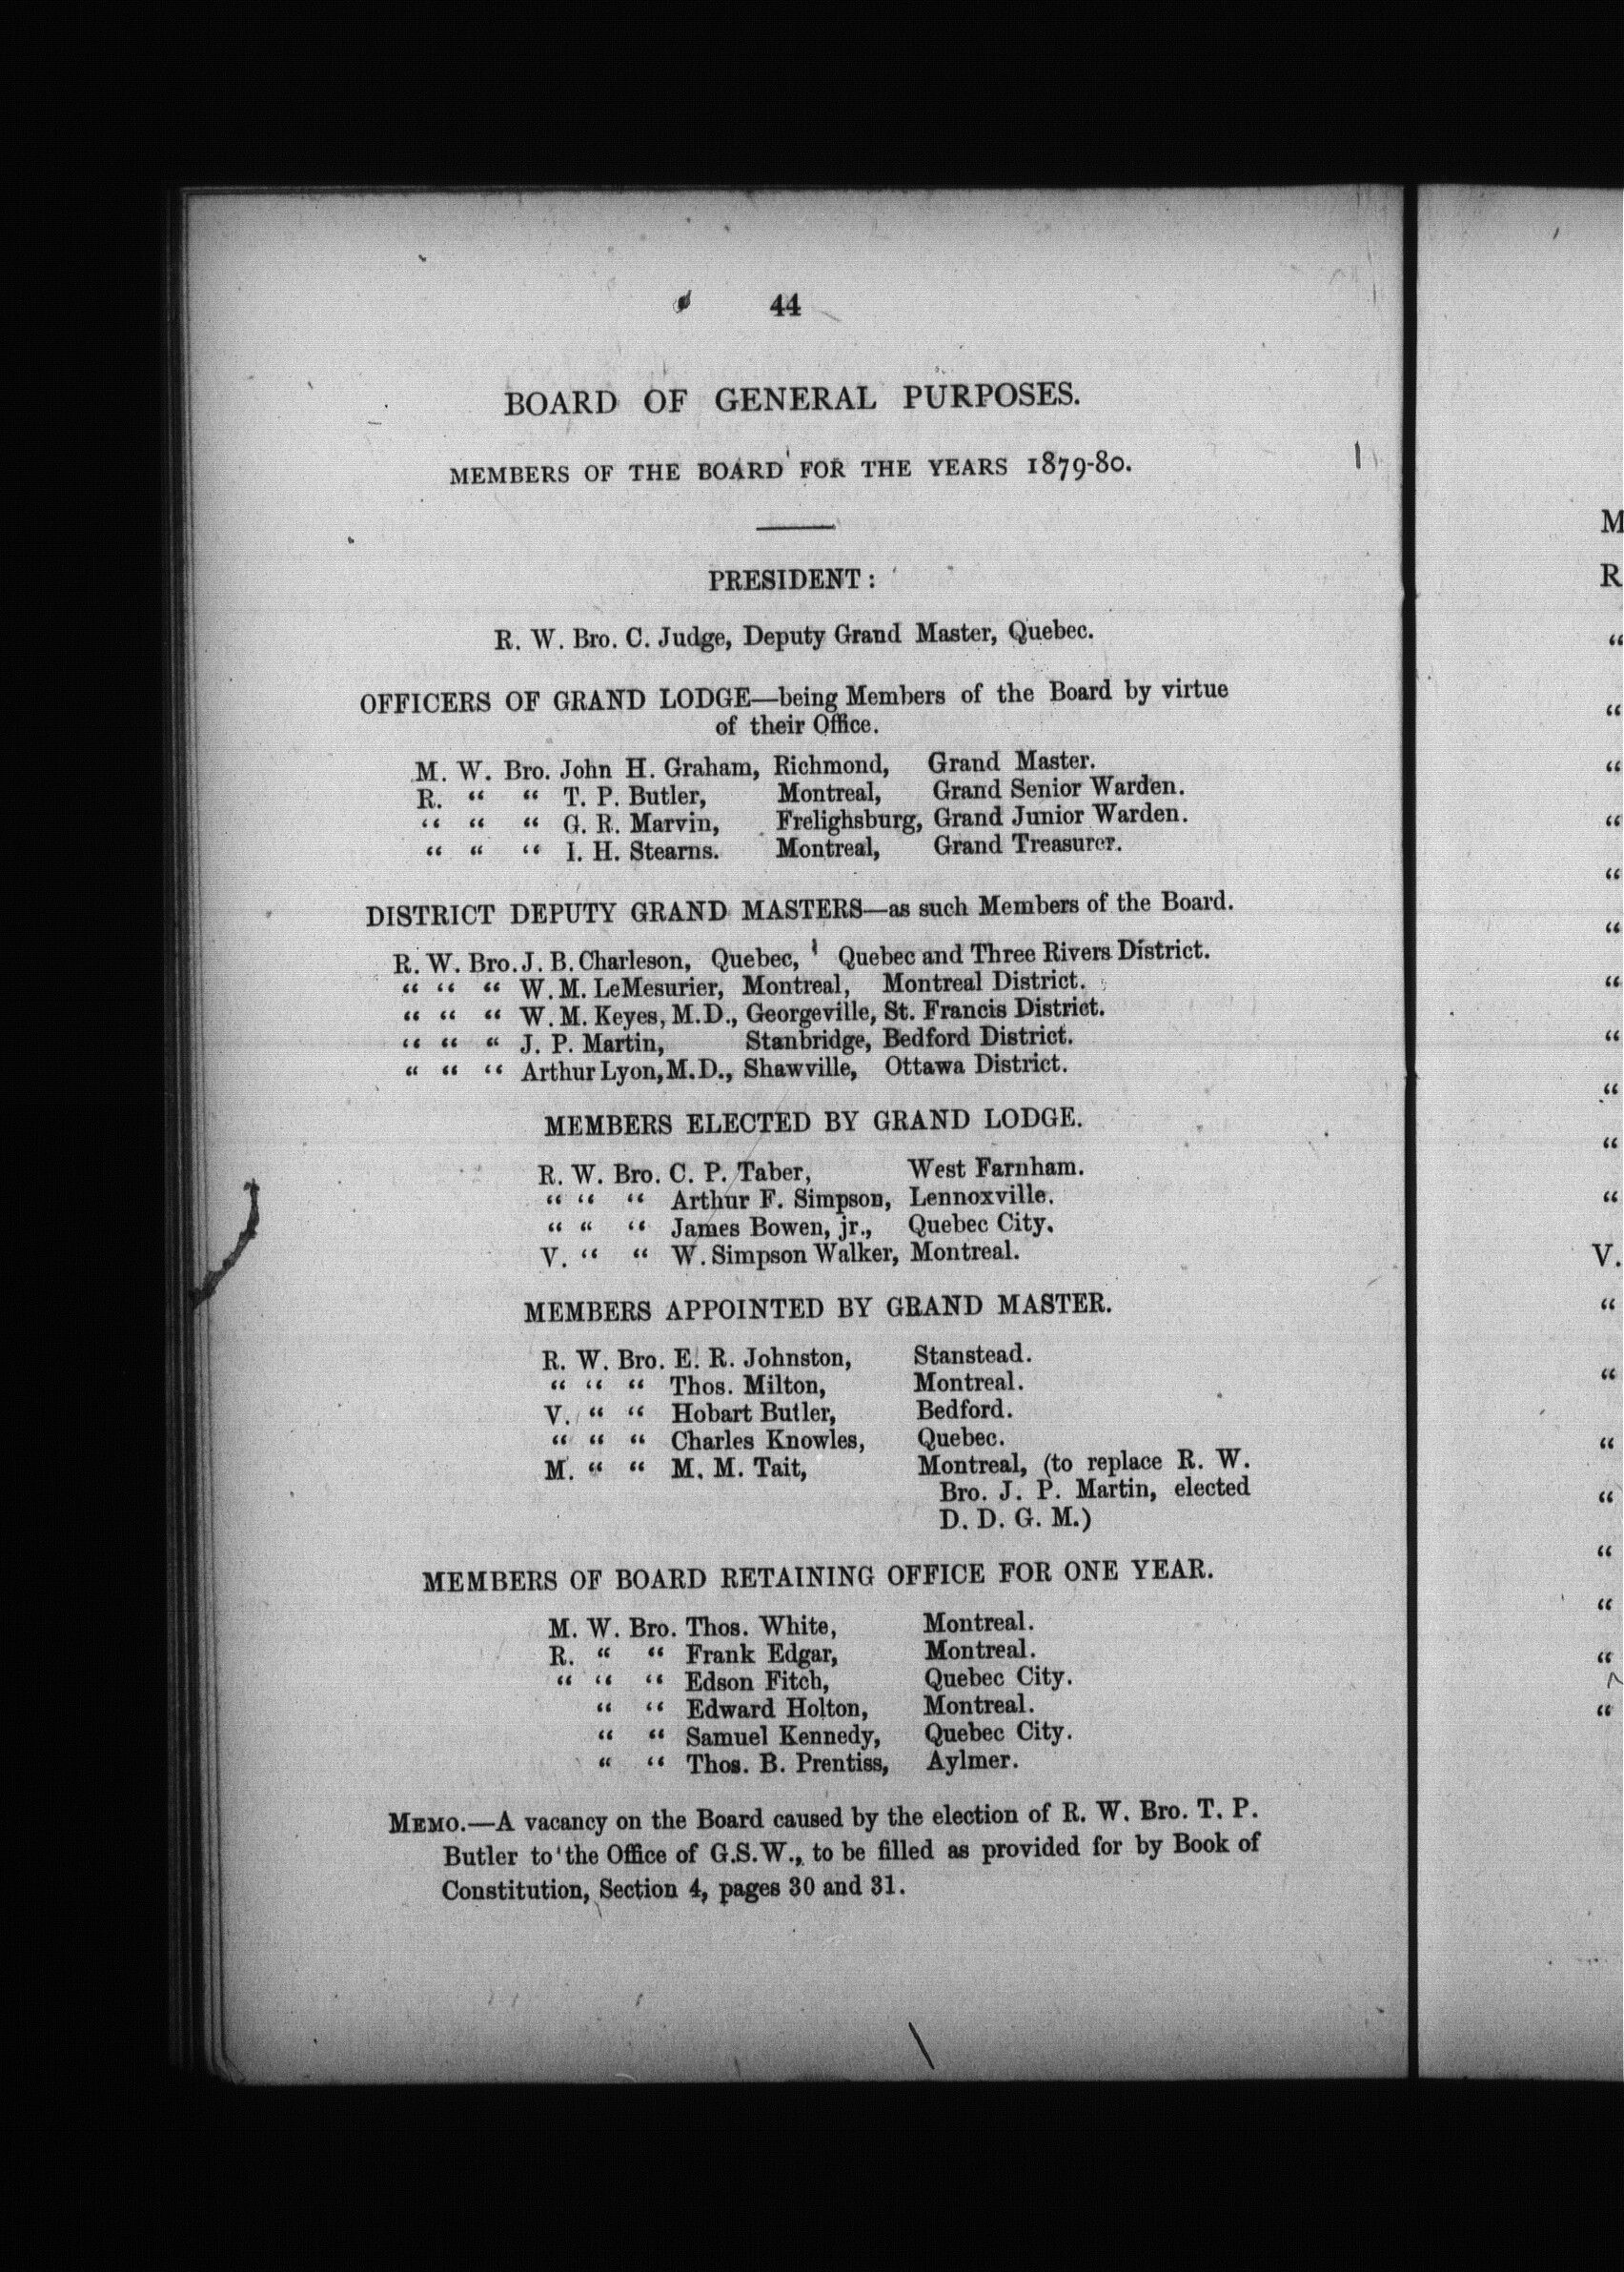 44
BOARD OF GENERAL PURPOSES.
MEMBERS OF THE BOARD FOR THE YEARS 1879-80.
PRESIDENT:
R. W. Bro. C. Judge, Deputy Grand Master, Quebec.
OFFICERS OF GRAND LODGE—being Members of the Board by virtue
of their Office.
M. W. Bro. John H. Graham, Richmond, Grand Master.
R. “ “ T. P. Butler, Montreal, Grand Senior Warden.
“ “ “ G. R. Marvin, Frelighsburg, Grand Junior Warden.
“ “ “ I. H. Stearns. Montreal, Grand Treasurer.
DISTRICT DEPUTY GRAND MASTERS—as such Members of the Board.
R. W. Bro. J. B. Charleson, Quebec, Quebec and Three Rivers District.
“ “ “ W. M. LeMesurier, Montreal, Montreal District.
“ “ “ W. M. Keyes, M.D., Georgeville, St. Francis District.
“ “ “ J. P. Martin, Stanbridge, Bedford District.
“ “ “ Arthur Lyon, M.D., Shawville, Ottawa District.
MEMBERS ELECTED BY GRAND LODGE.
R. W. Bro. C. P. Taber, West Farnham.
“ “ “ Arthur F. Simpson, Lennoxville.
“ “ “ James Bowen, jr., Quebec City.
V. “ “ W. Simpson Walker, Montreal.
MEMBERS APPOINTED BY GRAND MASTER.
R. W. Bro. E. R. Johnston, Stanstead.
“ “ “ Thos. Milton, Montreal.
V. “ “ Hobart Butler, Bedford.
“ “ “ Charles Knowles, Quebec.
M. “ “ M. M. Tait, Montreal, (to replace R. W.
Bro. J. P. Martin, elected
D. D. G. M.)
MEMBERS OF BOARD RETAINING OFFICE FOR ONE YEAR.
M. W. Bro. Thos. White, Montreal.
R. “ “ Frank Edgar, Montreal.
“ “ “ Edson Fitch, Quebec City.
“ “ Edward Holton, Montreal.
“ “ Samuel Kennedy, Quebec City.
“ “ Thos. B. Prentiss, Aylmer.
MEMO.—A vacancy on the Board caused by the election of R. W. Bro. T. P.
Butler to the Office of G.S.W., to be filled as provided for by Book of
Constitution, Section 4, pages 30 and 31.
M
R
“
“
“
“
“
“
“
“
“
“
“
V.
“
“
“
“
“
“
“
“